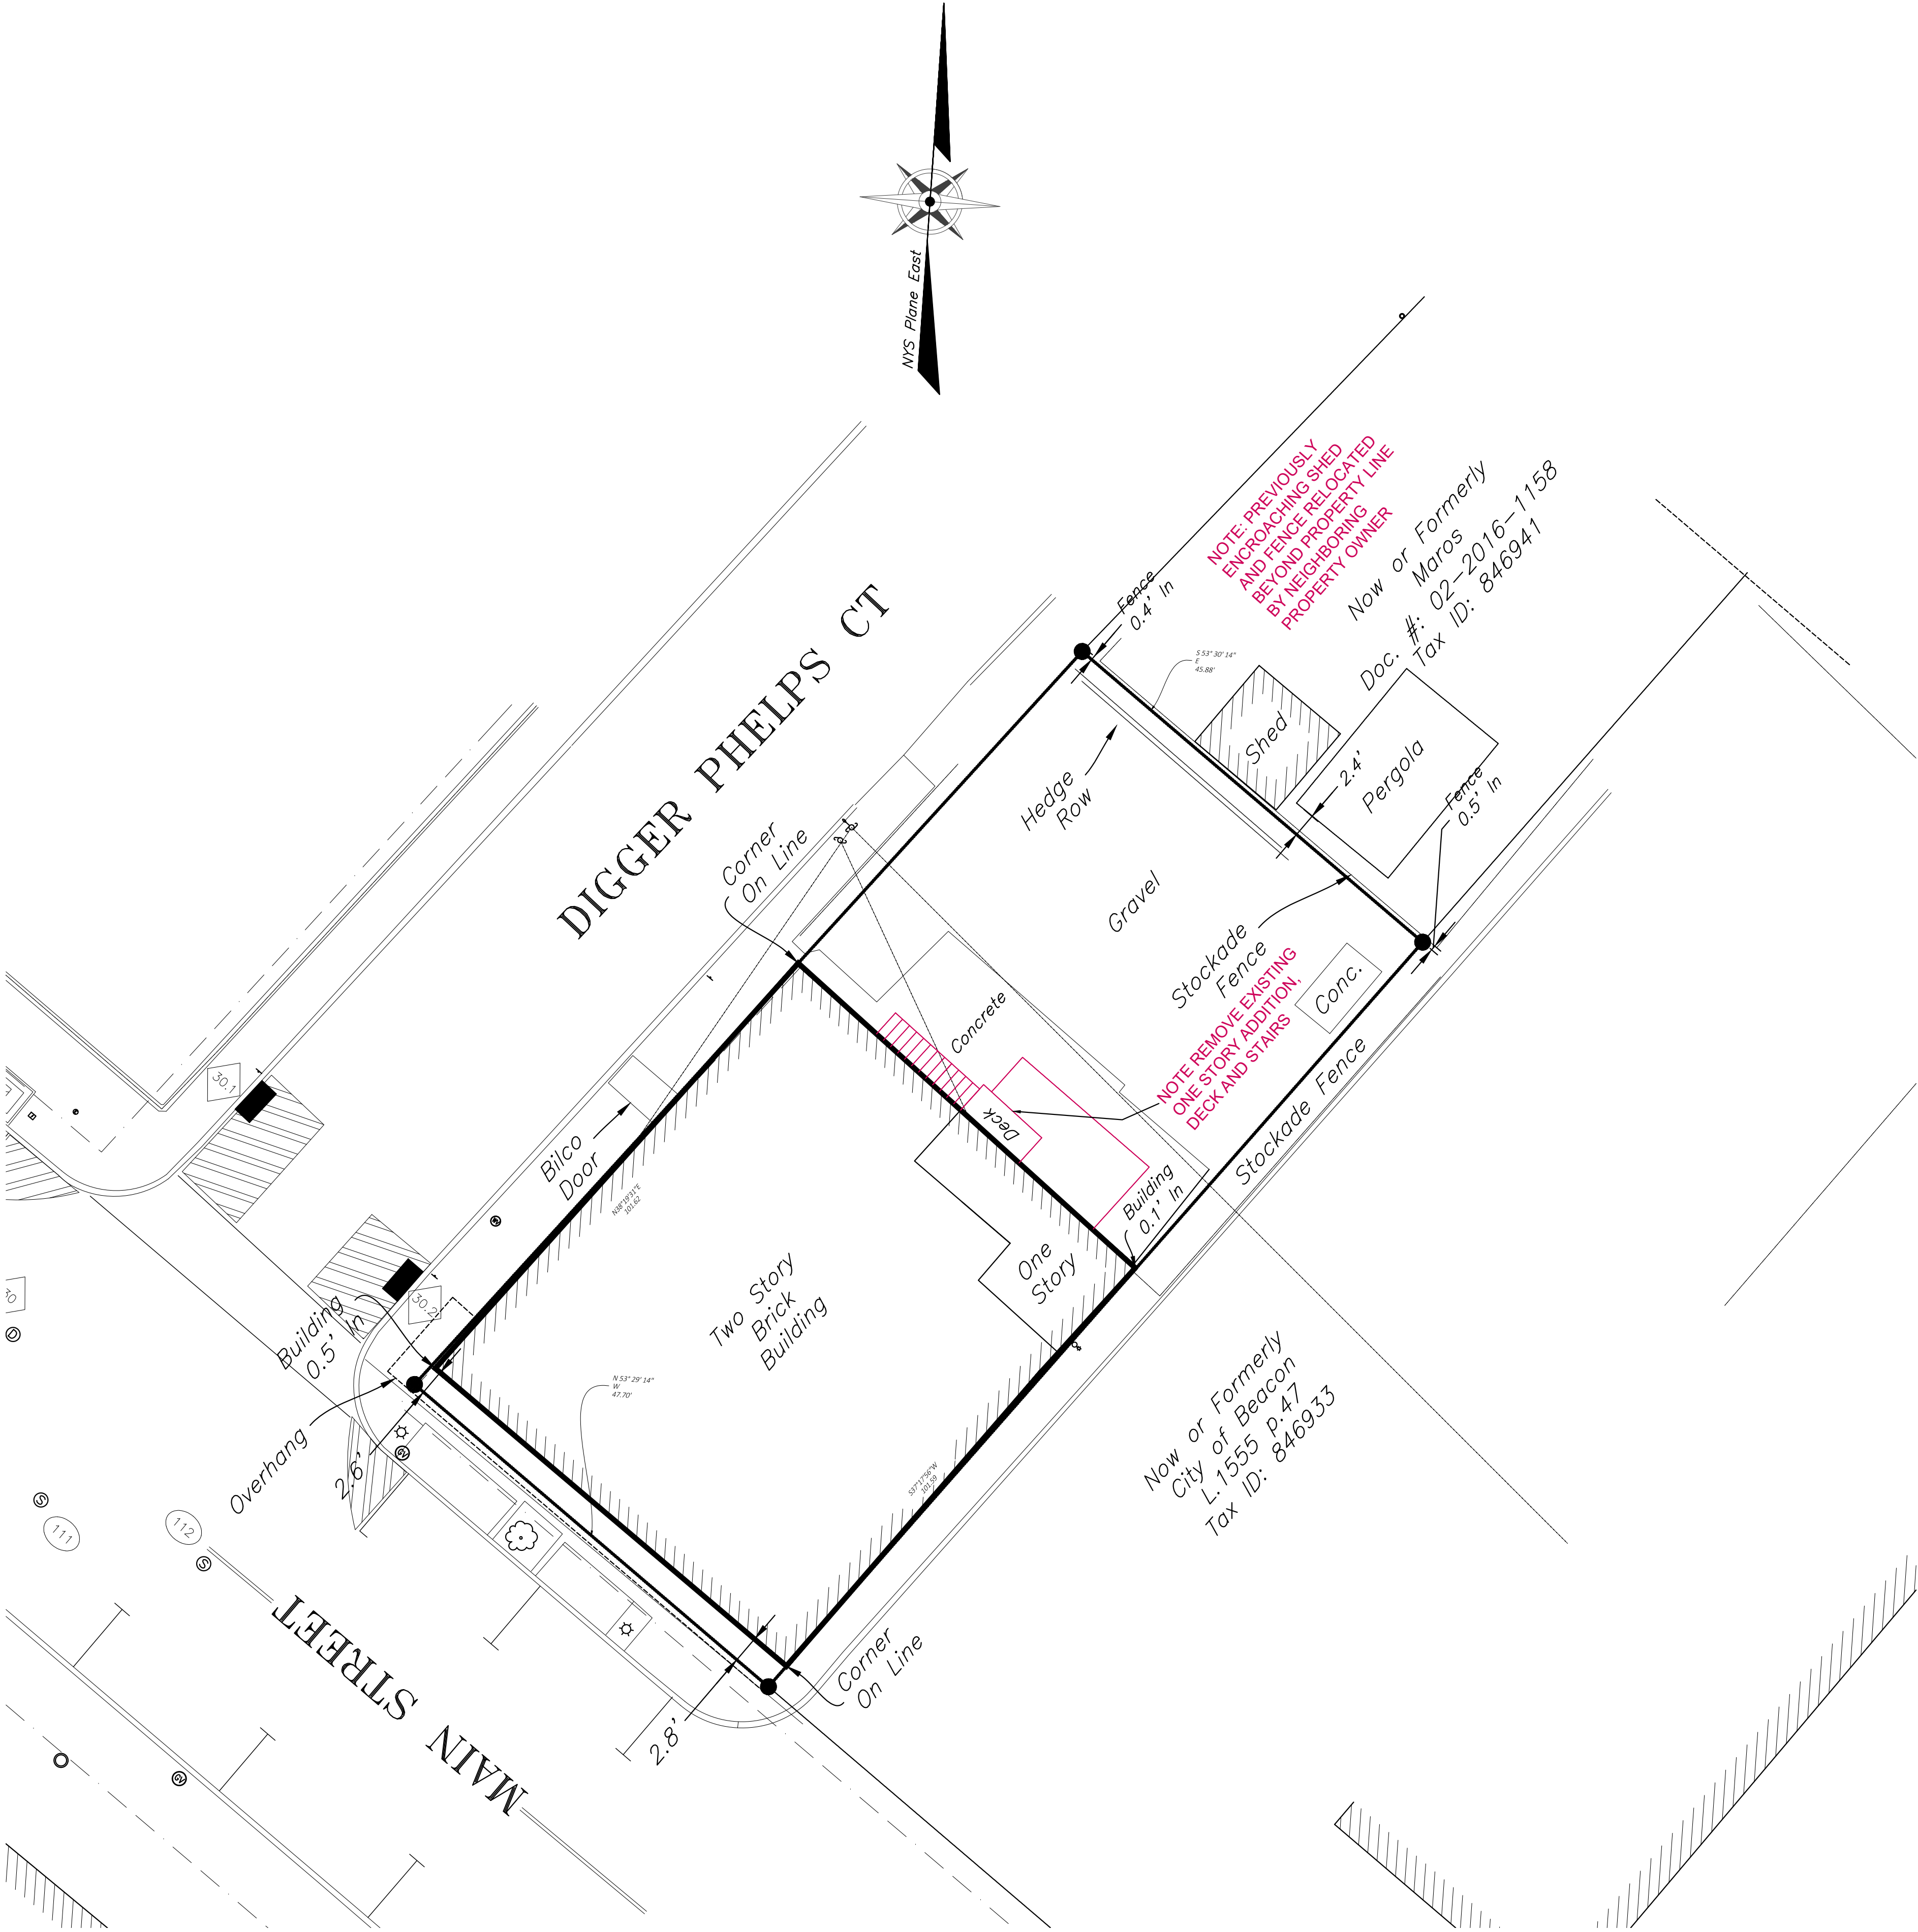 NYS Plane East
NOTE: PREVIOUSLY
ENCROACHING SHED
AND FENCE RELOCATED
BEYOND PROPERTY LINE
BY NEIGHBORING
PROPERTY OWNER
Now or Formerly
Maros
Doc. #: 02-2016-1158
Tax ID: 846941
Fence
0.4' In
S 53° 30' 14"
E
45.88'
DIGGER PHELPS CT
Shed
2.4'
Pergola
Fence
0.5' In
Hedge
Row
Corner
On Line
Gravel
Stockade
Fence
Conc.
Concrete
NOTE REMOVE EXISTING
ONE STORY ADDITION,
DECK AND STAIRS
Stockade Fence
Deck
30.1
Bilco
Door
N38°19'31"E
101.62
Building
0.1' In
One
Story
Two Story
Brick
Building
30.2
30
D
Building
0.5' In
N 53° 29' 14"
W
47.70'
Overhang
2.6'
GV
Now or Formerly
City of Beacon
L.1555 p.47
Tax ID: 846933
S37°17'56"W
101.59
S
111
112
S
MAIN STREET
Corner
On Line
2.8'
GV